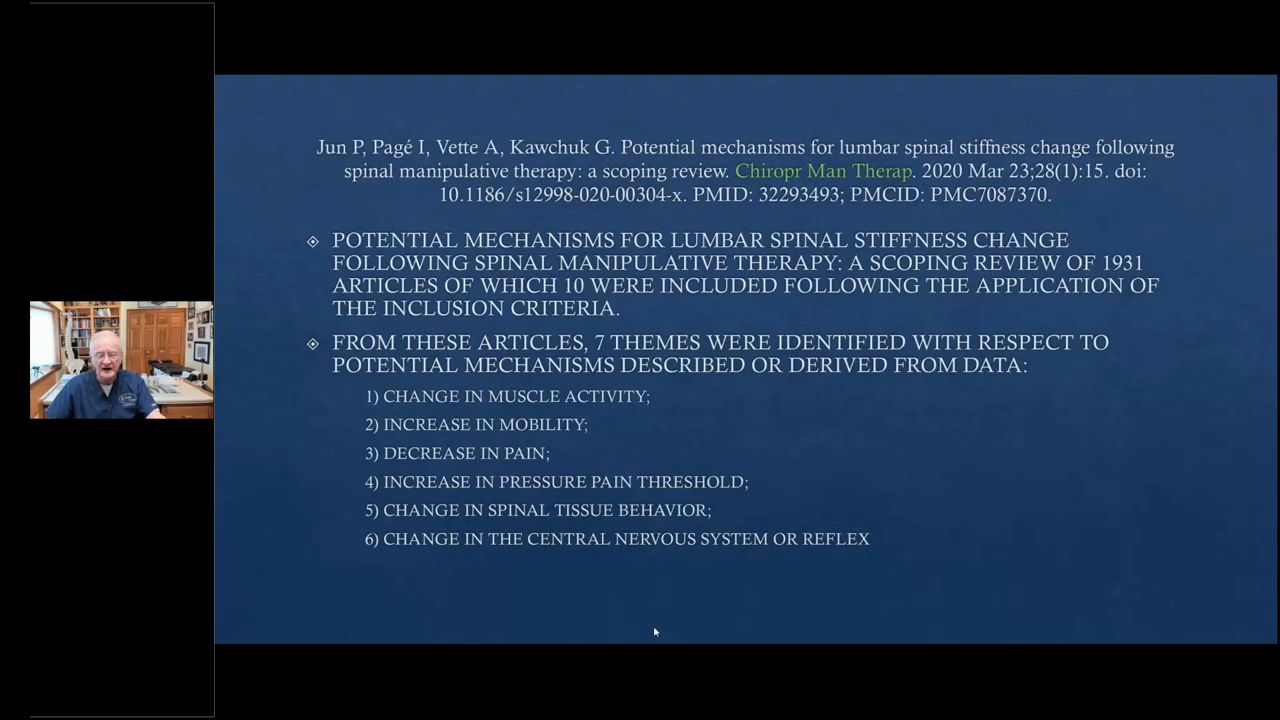 Jun P, Pagé I, Vette A, Kawchuk G. Potential mechanisms for lumbar spinal stiffness change following
spinal manipulative therapy: a scoping review. Chiropr Man Therap. 2020 Mar 23;28(1):15. doi:
10.1186/s12998-020-00304-x. PMID: 32293493; PMCID: PMC7087370.
POTENTIAL MECHANISMS FOR LUMBAR SPINAL STIFFNESS CHANGE
FOLLOWING SPINAL MANIPULATIVE THERAPY: A SCOPING REVIEW OF 1931
ARTICLES OF WHICH 10 WERE INCLUDED FOLLOWING THE APPLICATION OF
THE INCLUSION CRITERIA.
FROM THESE ARTICLES, 7 THEMES WERE IDENTIFIED WITH RESPECT TO
POTENTIAL MECHANISMS DESCRIBED OR DERIVED FROM DATA:
1) CHANGE IN MUSCLE ACTIVITY;
2) INCREASE IN MOBILITY;
3) DECREASE IN PAIN;
4) INCREASE IN PRESSURE PAIN THRESHOLD;
5) CHANGE IN SPINAL TISSUE BEHAVIOR;
6) CHANGE IN THE CENTRAL NERVOUS SYSTEM OR REFLEX